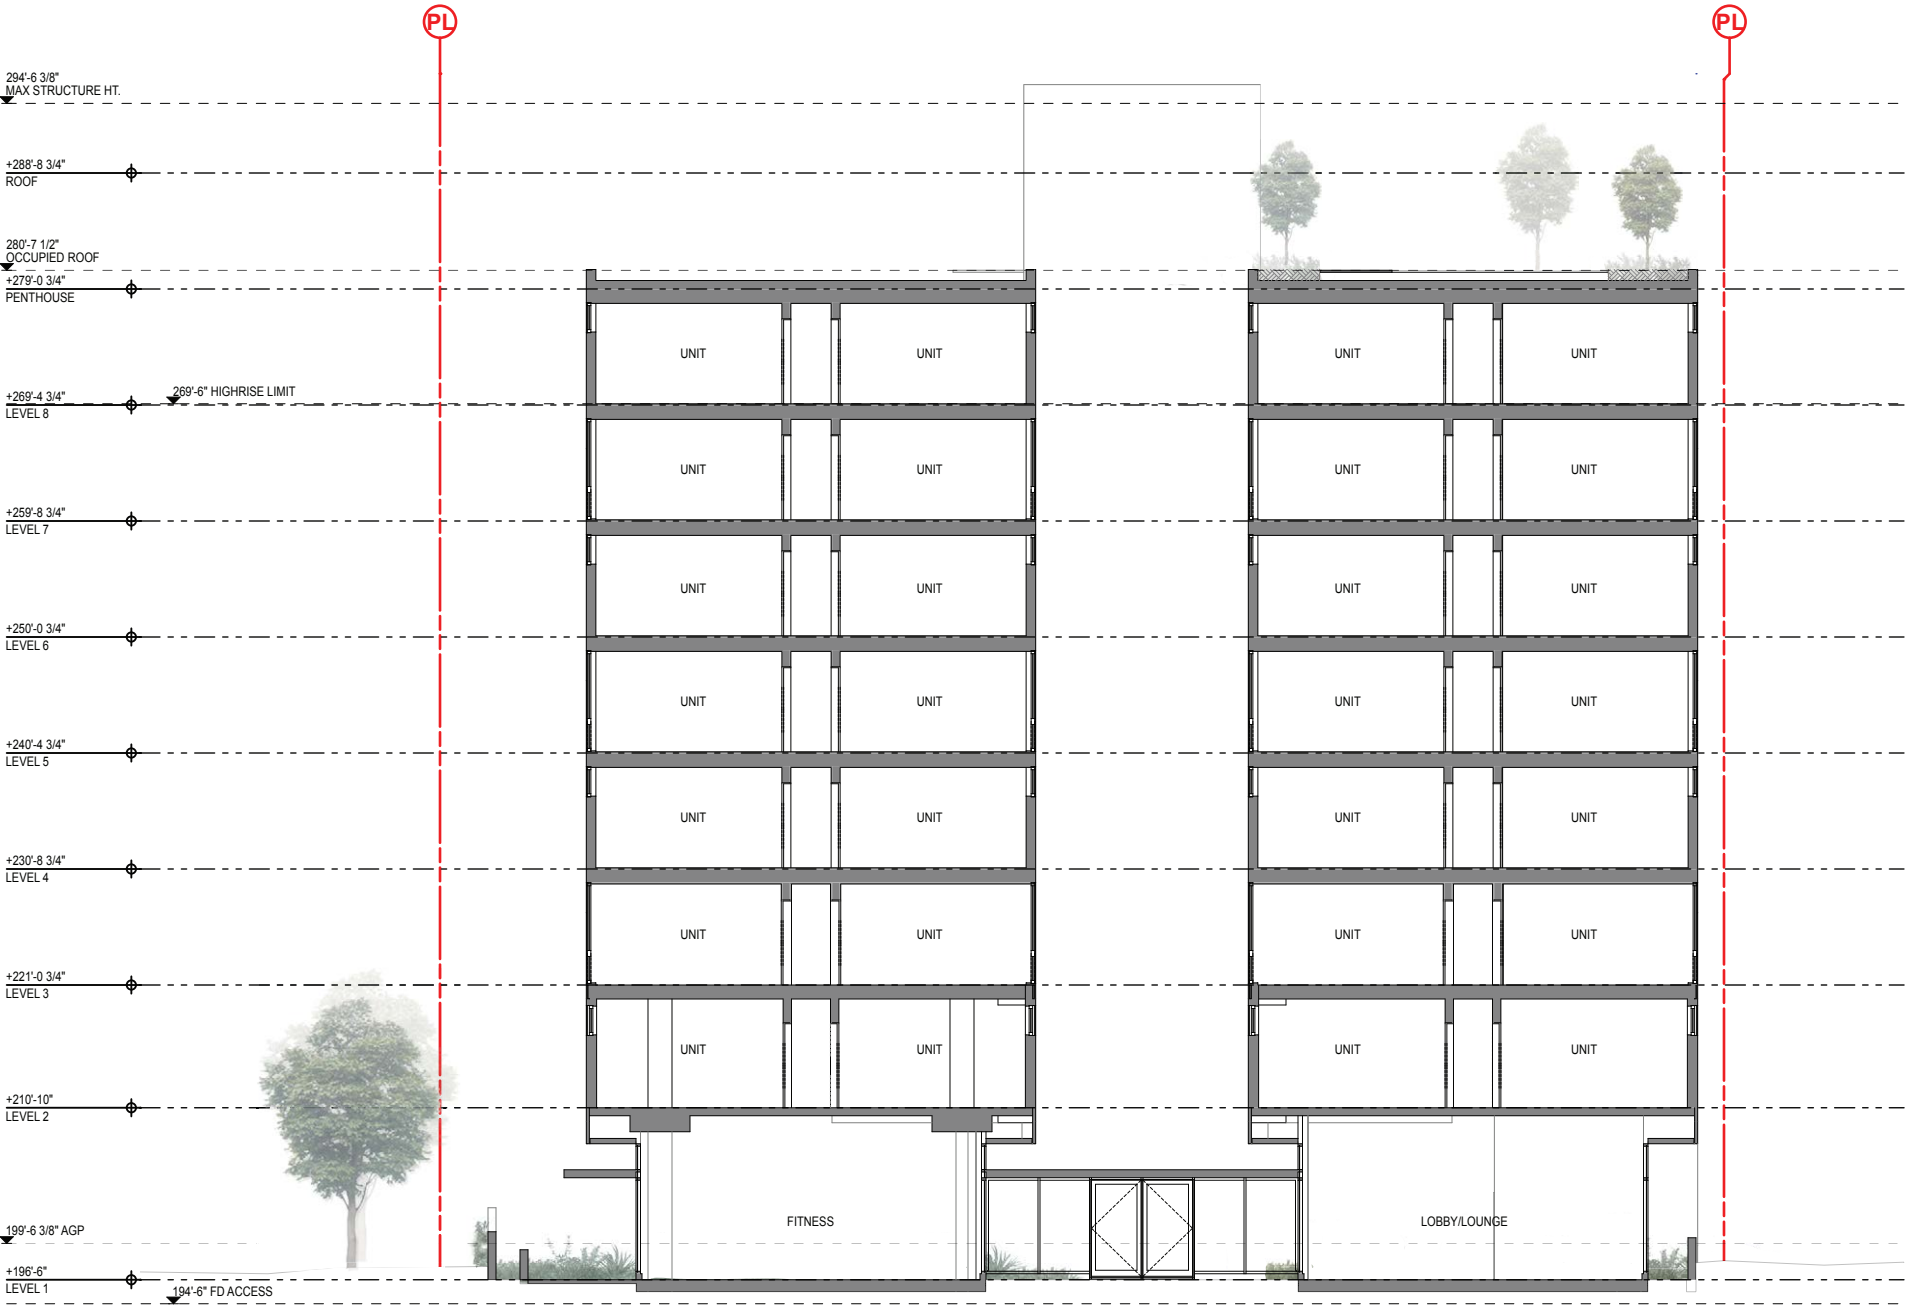 PL PL
294'-6 3/8"
MAX STRUCTURE HT.
+288'-8 3/4"
ROOF
280'-7 1/2"
OCCUPIED ROOF
+279'-0 3/4"
PENTHOUSE
UNIT UNIT UNIT UNIT
269'-6" HIGHRISE LIMIT
+269'-4 3/4"
LEVEL 8
UNIT UNIT UNIT UNIT
+259'-8 3/4"
LEVEL 7
UNIT UNIT UNIT UNIT
+250'-0 3/4"
LEVEL 6
UNIT UNIT UNIT UNIT
+240'-4 3/4"
LEVEL 5
UNIT UNIT UNIT UNIT
+230'-8 3/4"
LEVEL 4
UNIT UNIT UNIT UNIT
+221'-0 3/4"
LEVEL 3
UNIT UNIT UNIT UNIT
+210'-10"
LEVEL 2
FITNESS LOBBY/LOUNGE
199'-6 3/8" AGP
+196'-6"
LEVEL 1
194'-6" FD ACCESS